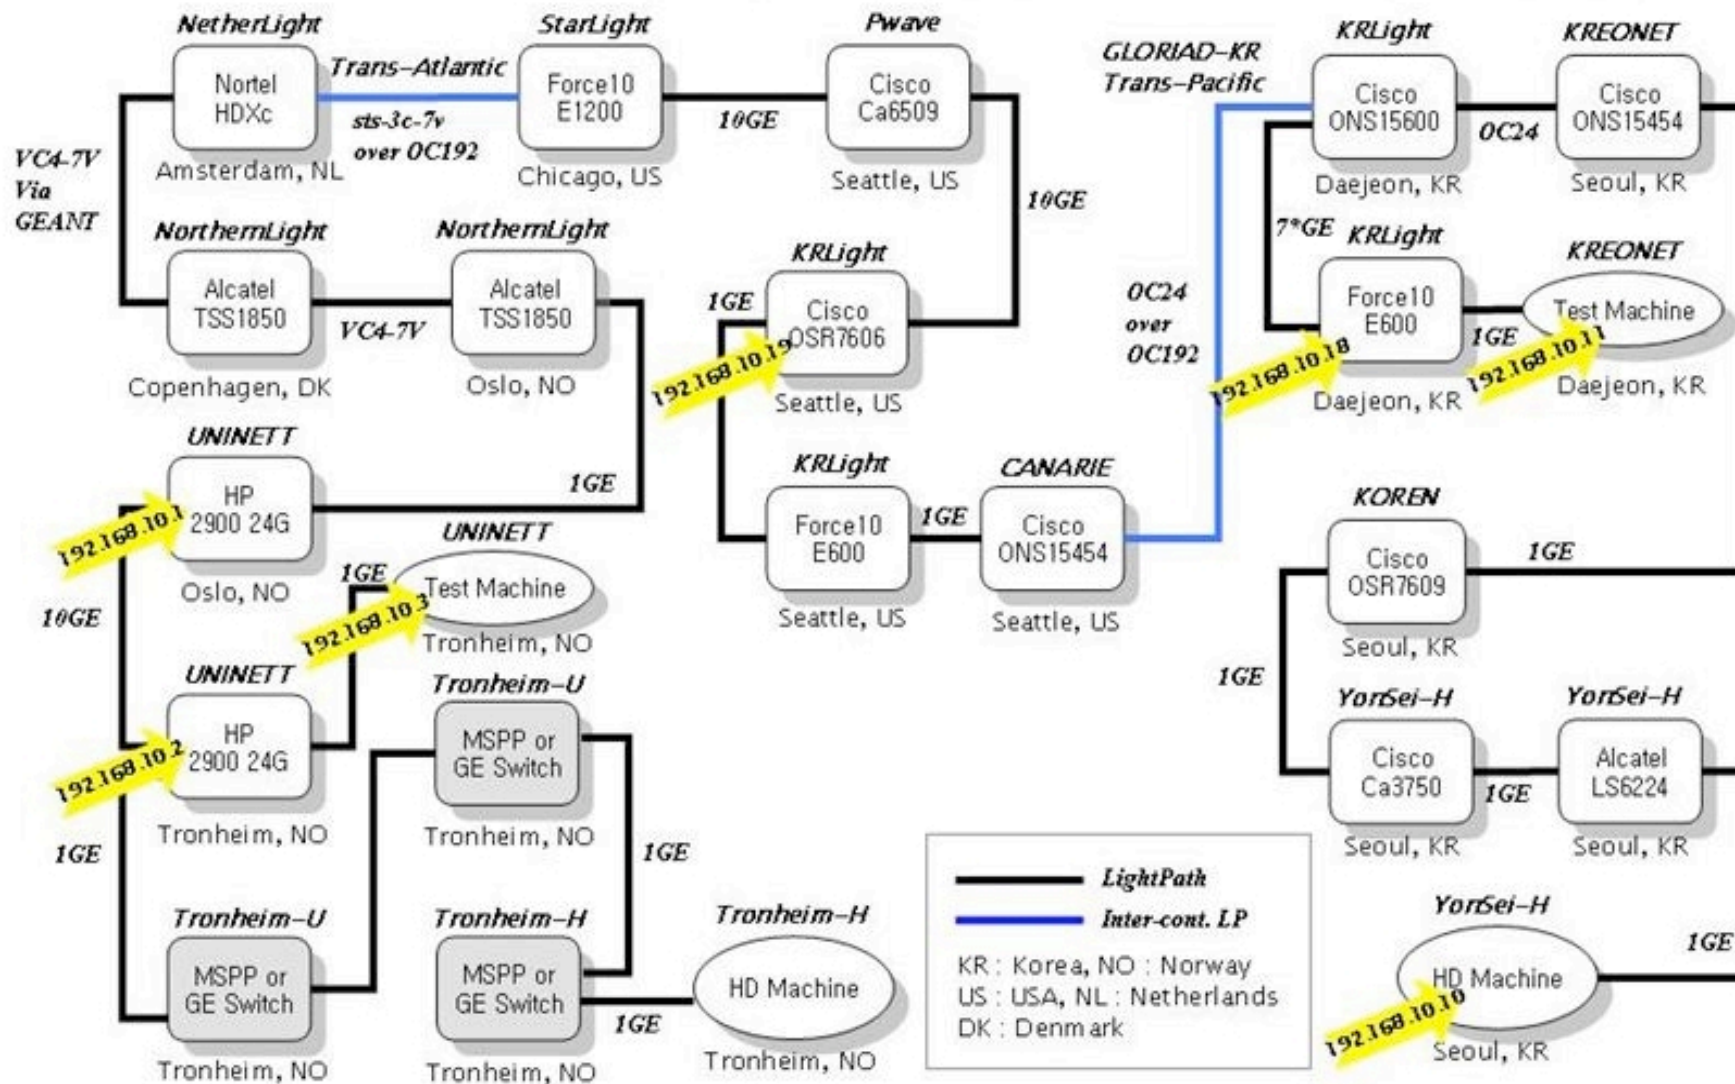 NetherLight
Nortel
HDXc
Amsterdam, NL
Trans-Atlantic
sts-3c-7v
over OC192
StarLight
Force10
E1200
Chicago, US
10GE
Pwave
Cisco
Ca6509
Seattle, US
10GE
VC4-7V
Via
GEANT
NorthernLight
Alcatel
TSS1850
Copenhagen, DK
VC4-7V
NorthernLight
Alcatel
TSS1850
Oslo, NO
1GE
KRLight
Cisco
OSR7606
192.168.10.19
Seattle, US
1GE
UNINETT
HP
2900 24G
192.168.10.1
Oslo, NO
10GE
UNINETT
Test Machine
1GE
192.168.10.3
Tronheim, NO
UNINETT
HP
2900 24G
192.168.10.2
Tronheim, NO
1GE
Tronheim-U
MSPP or
GE Switch
Tronheim, NO
1GE
Tronheim-U
MSPP or
GE Switch
Tronheim, NO
Tronheim-H
MSPP or
GE Switch
Tronheim, NO
1GE
Tronheim-H
HD Machine
Tronheim, NO
KRLight
Force10
E600
Seattle, US
1GE
CANARIE
Cisco
ONS15454
Seattle, US
GLORIAD-KR
Trans-Pacific
OC24
over
OC192
KRLight
Cisco
ONS15600
Daejeon, KR
OC24
KREONET
Cisco
ONS15454
Seoul, KR
7*GE
KRLight
Force10
E600
192.168.10.18
Daejeon, KR
1GE
KREONET
Test Machine
192.168.10.11
Daejeon, KR
KOREN
Cisco
OSR7609
Seoul, KR
1GE
1GE
YonSei-H
Cisco
Ca3750
Seoul, KR
1GE
YonSei-H
Alcatel
LS6224
Seoul, KR
YonSei-H
HD Machine
192.168.10.10
Seoul, KR
1GE
LightPath
Inter-cont. LP
KR : Korea, NO : Norway
US : USA, NL : Netherlands
DK : Denmark